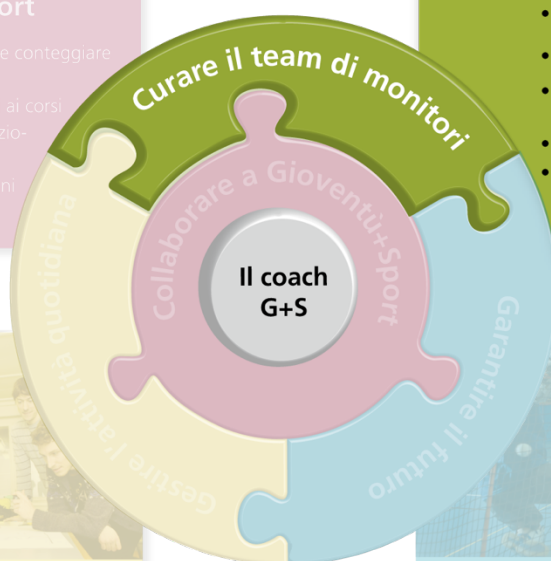 ort
e conteggiare
ai corsi
zio-
ni
Curare il team di monitori
Collaborare a Gioventù+Sport
Il coach
G+S
Gestire l'attività quotidiana
Garantire il futuro